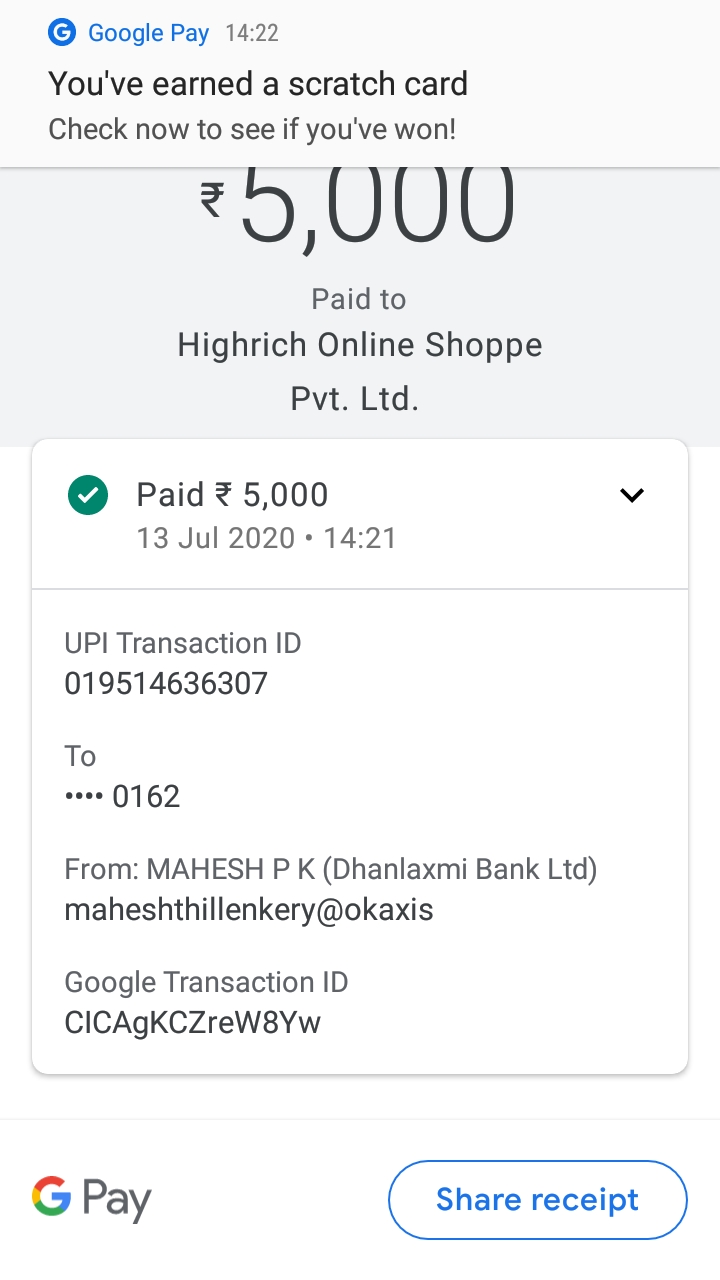 Google Pay 14:22
You've earned a scratch card
Check now to see if you've won!
₹ 5,000
Paid to
Highrich Online Shoppe
Pvt. Ltd.
Paid ₹ 5,000
13 Jul 2020 • 14:21
UPI Transaction ID
019514636307
To
•••• 0162
From: MAHESH P K (Dhanlaxmi Bank Ltd)
maheshthillenkery@okaxis
Google Transaction ID
CICAgKCZreW8Yw
G Pay
Share receipt